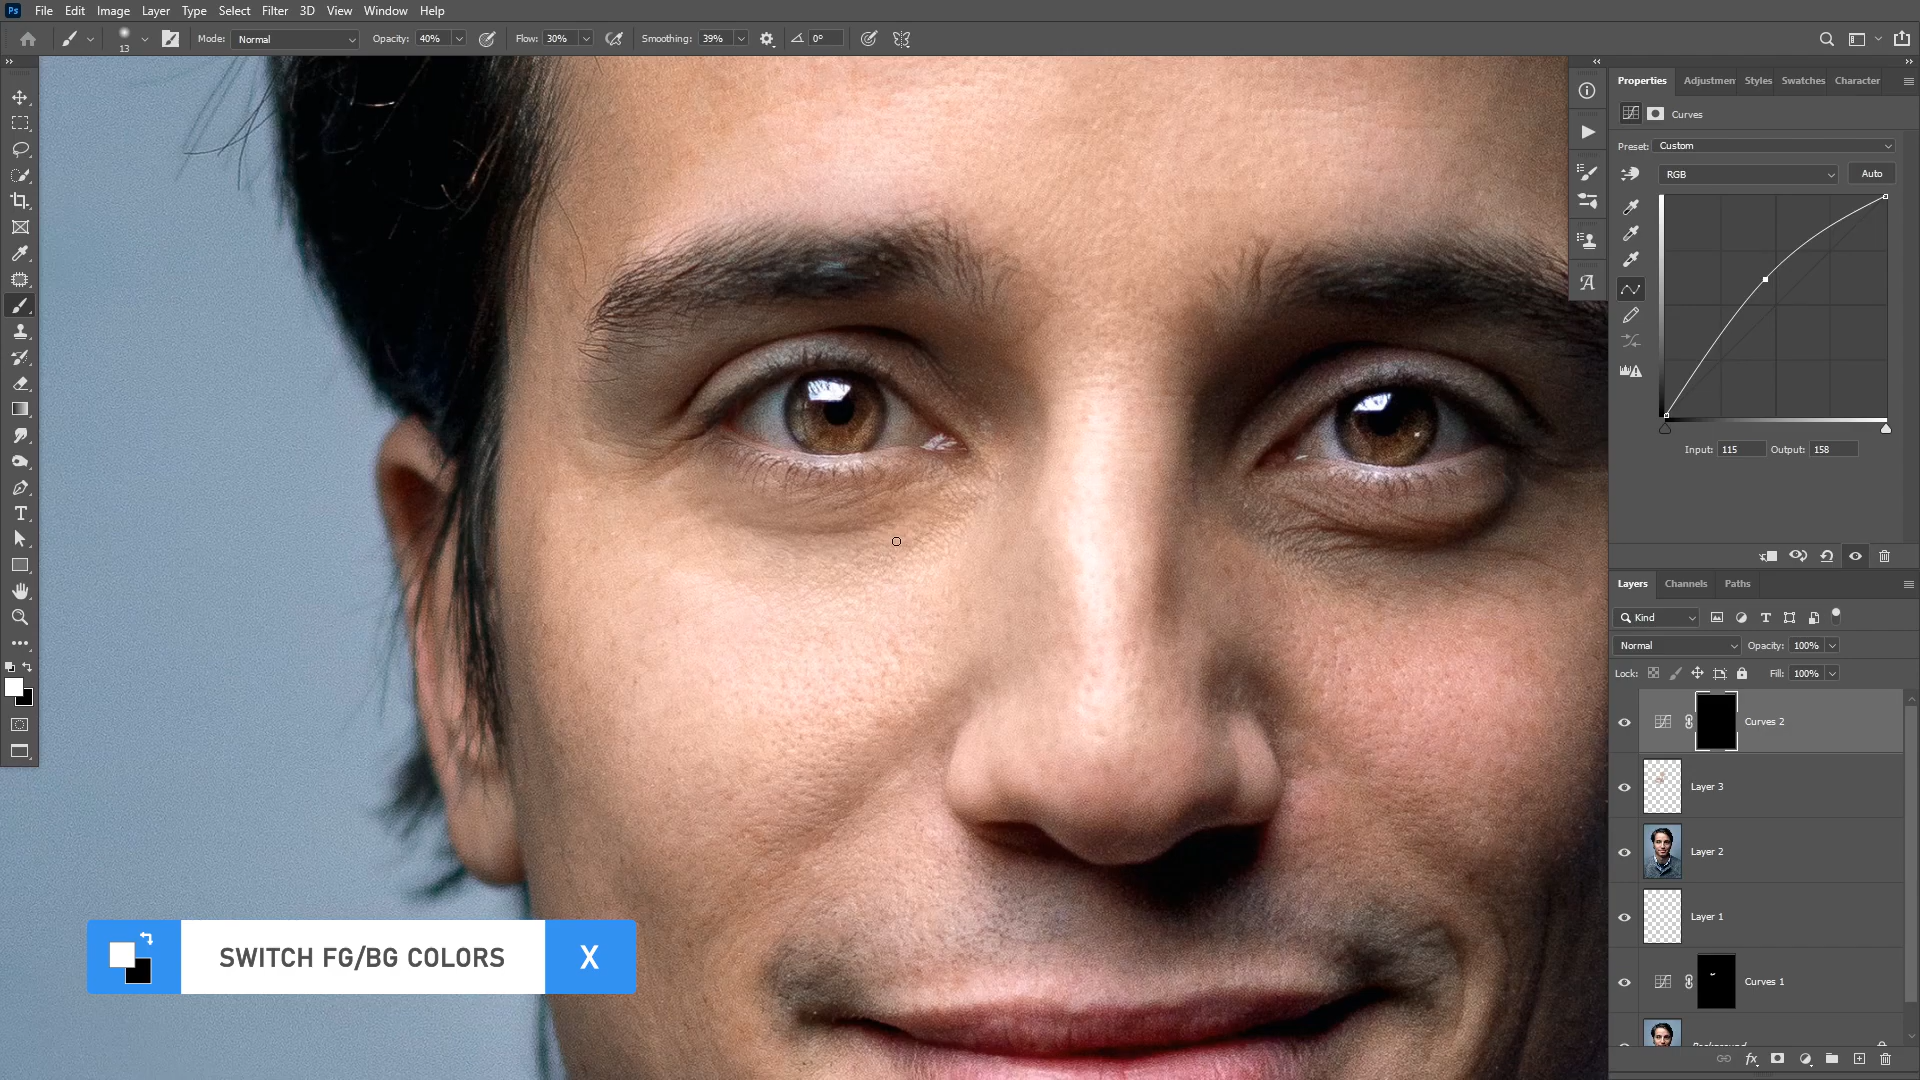 Ps File Edit Image Layer Type Select Filter 3D View Window Help
13 Mode: Normal Opacity: 40% Flow: 30% Smoothing: 39% 0°
Properties Adjustmen Styles Swatches Character
Curves
Preset: Custom
RGB Auto
Input: 115 Output: 158
Layers Channels Paths
Kind
Normal Opacity: 100%
Lock: Fill: 100%
Curves 2
Layer 3
Layer 2
Layer 1
Curves 1
Background
SWITCH FG/BG COLORS X